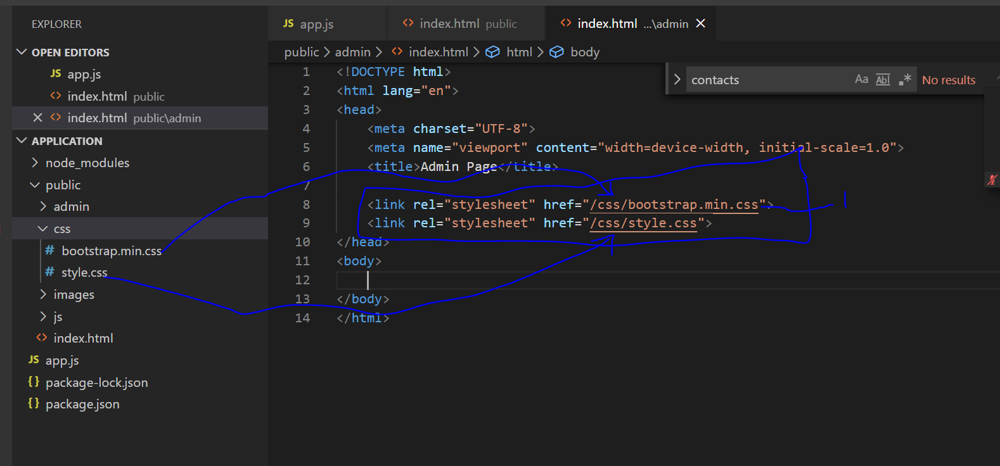 EXPLORER
OPEN EDITORS
JS app.js
<> index.html public
<> index.html public\admin
APPLICATION
node_modules
public
admin
css
# bootstrap.min.css
# style.css
images
js
<> index.html
JS app.js
{} package-lock.json
{} package.json
JS app.js <> index.html public <> index.html ...\admin
public > admin > <> index.html > html > body
contacts Aa Abl .* No results
1 <!DOCTYPE html>
2 <html lang="en">
3 <head>
4 <meta charset="UTF-8">
5 <meta name="viewport" content="width=device-width, initial-scale=1.0">
6 <title>Admin Page</title>
7
8 <link rel="stylesheet" href="/css/bootstrap.min.css">
9 <link rel="stylesheet" href="/css/style.css">
10 </head>
11 <body>
12
13 </body>
14 </html>